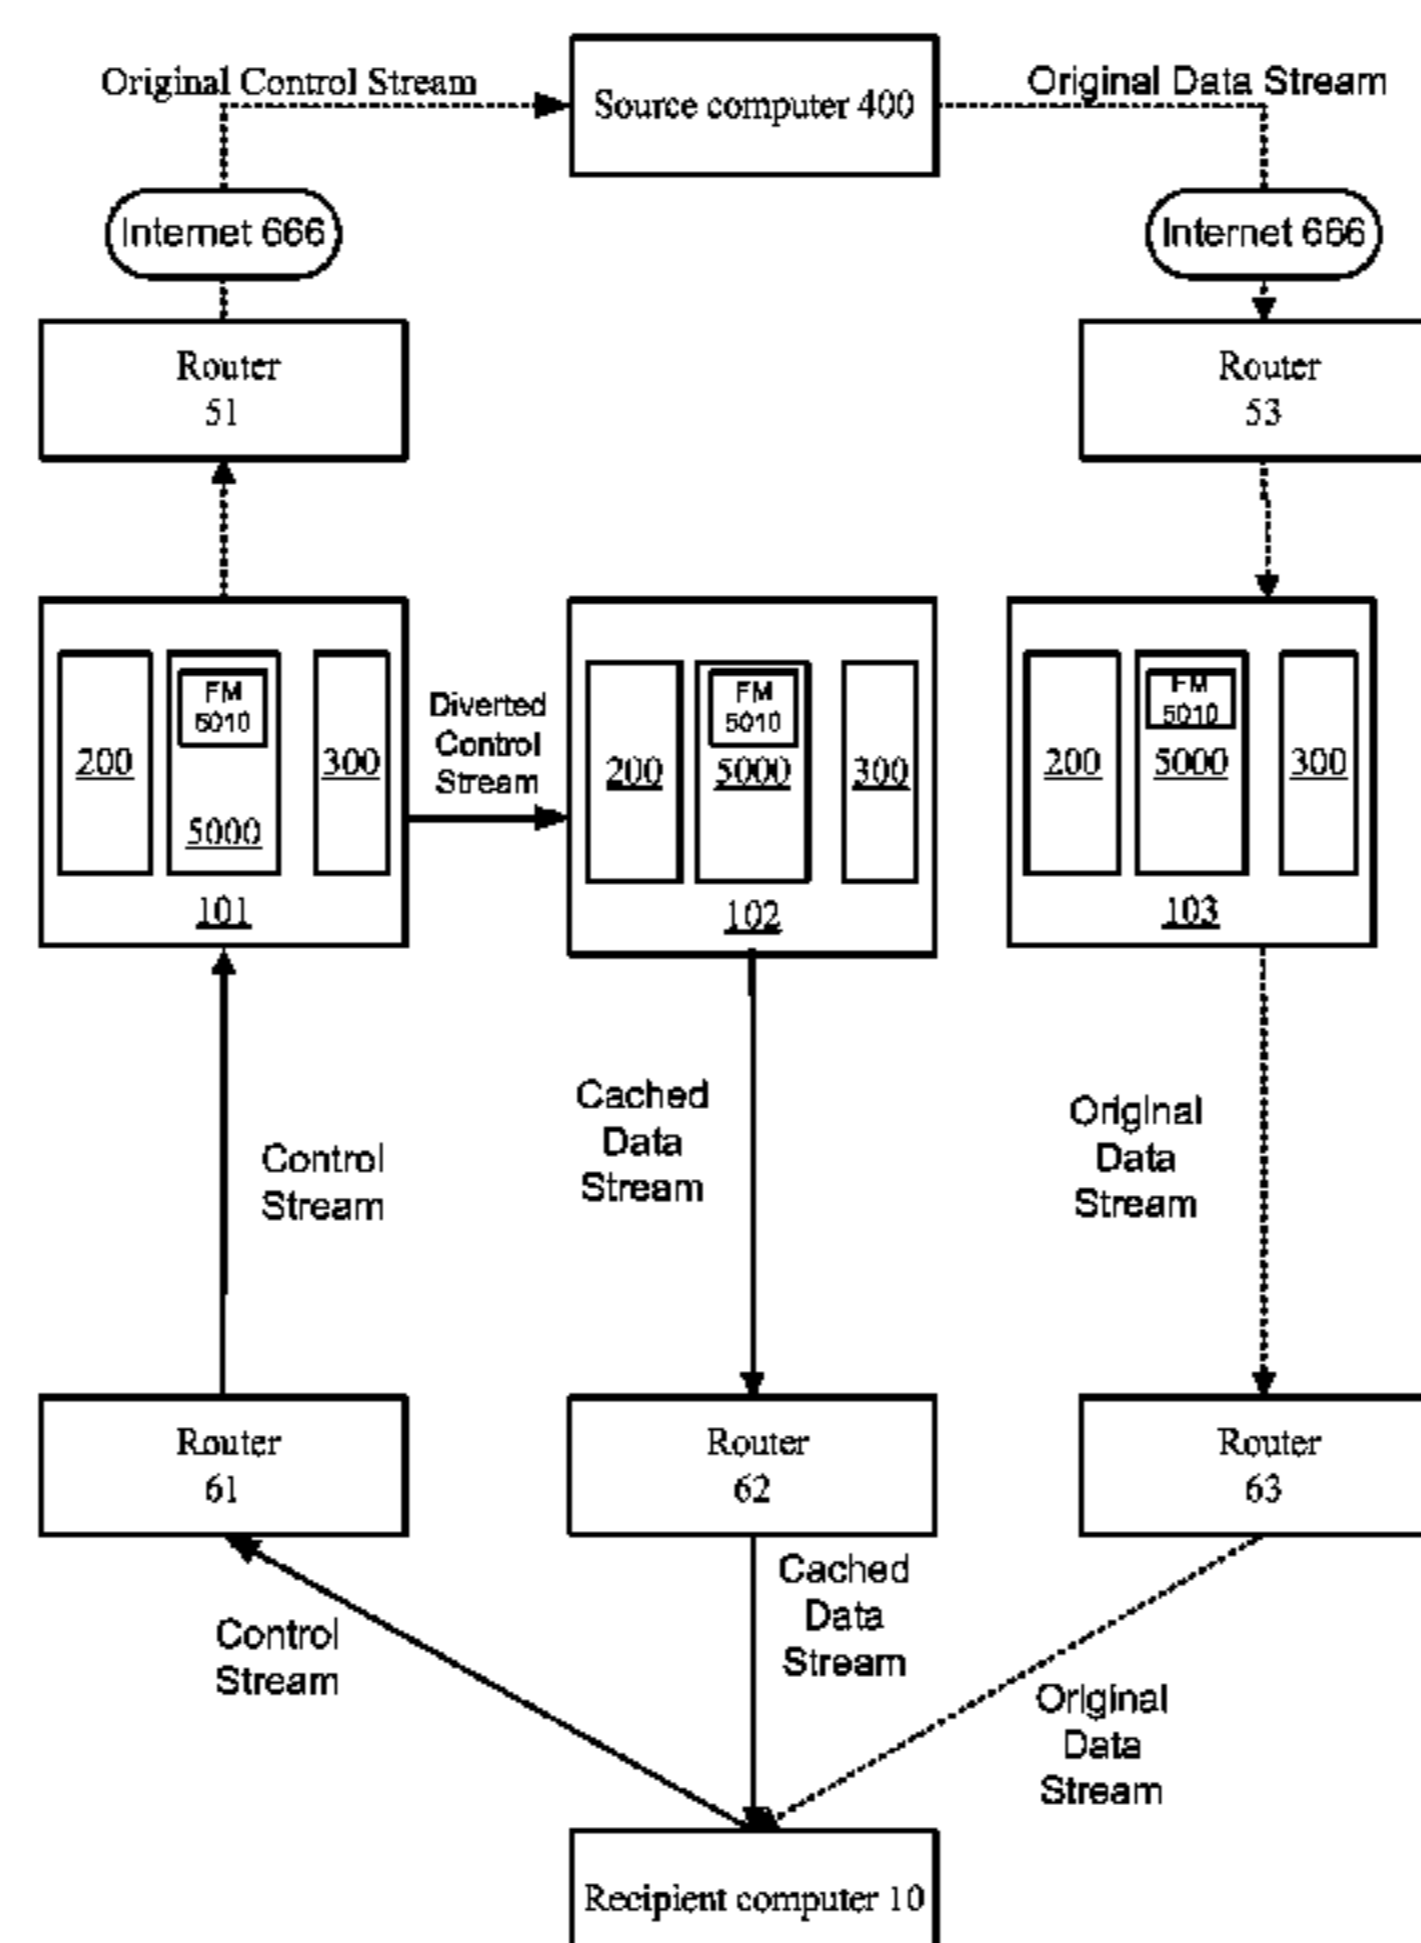 Original Control Stream
Source computer 400
Original Data Stream
Internet 666
Internet 666
Router
51
Router
53
FM
5010
200
300
5000
101
Diverted
Control
Stream
FM
5010
200
5000
300
102
FM
5010
200
5000
300
103
Control
Stream
Cached
Data
Stream
Original
Data
Stream
Router
61
Router
62
Router
63
Control
Stream
Cached
Data
Stream
Original
Data
Stream
Recipient computer 10